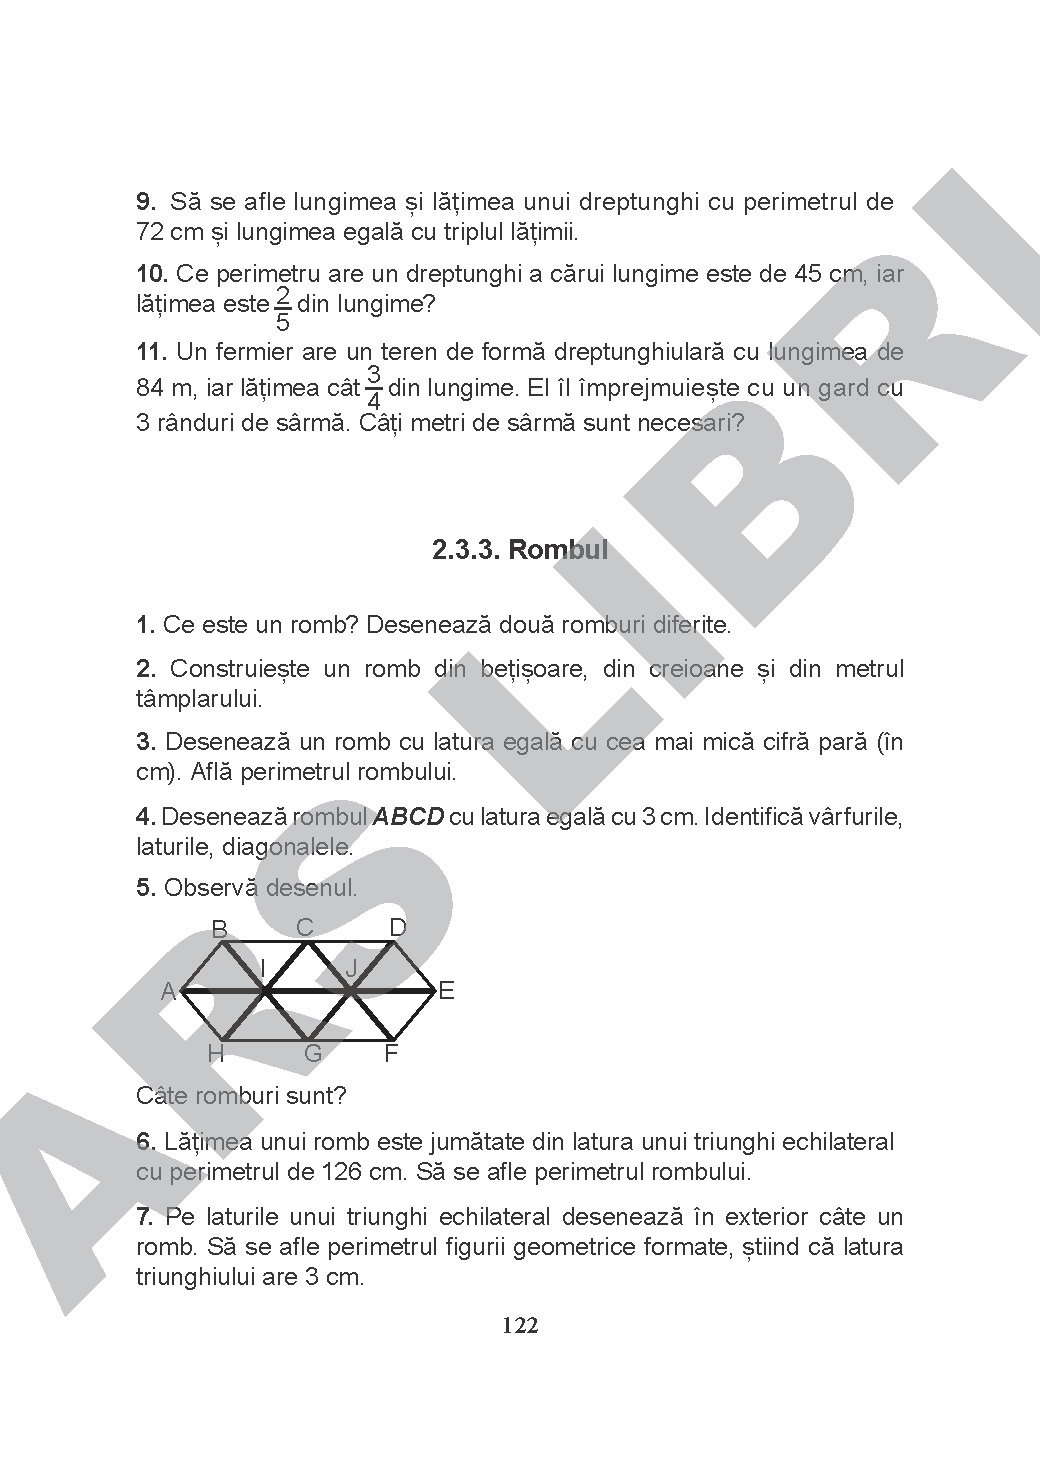 9. Să se afle lungimea și lățimea unui dreptunghi cu perimetrul de
72 cm și lungimea egală cu triplul lățimii.
10. Ce perimetru are un dreptunghi a cărui lungime este de 45 cm, iar
lățimea este 2/5 din lungime?
11. Un fermier are un teren de formă dreptunghiulară cu lungimea de
84 m, iar lățimea cât 3/4 din lungime. El îl împrejmuiește cu un gard cu
3 rânduri de sârmă. Câți metri de sârmă sunt necesari?
2.3.3. Rombul
1. Ce este un romb? Desenează două romburi diferite.
2. Construiește un romb din bețișoare, din creioane și din metrul
tâmplarului.
3. Desenează un romb cu latura egală cu cea mai mică cifră pară (în
cm). Află perimetrul rombului.
4. Desenează rombul ABCD cu latura egală cu 3 cm. Identifică vârfurile,
laturile, diagonalele.
5. Observă desenul.
B C D
I J
A E
H G F
Câte romburi sunt?
6. Lățimea unui romb este jumătate din latura unui triunghi echilateral
cu perimetrul de 126 cm. Să se afle perimetrul rombului.
7. Pe laturile unui triunghi echilateral desenează în exterior câte un
romb. Să se afle perimetrul figurii geometrice formate, știind că latura
triunghiului are 3 cm.
122
ARS LIBRI